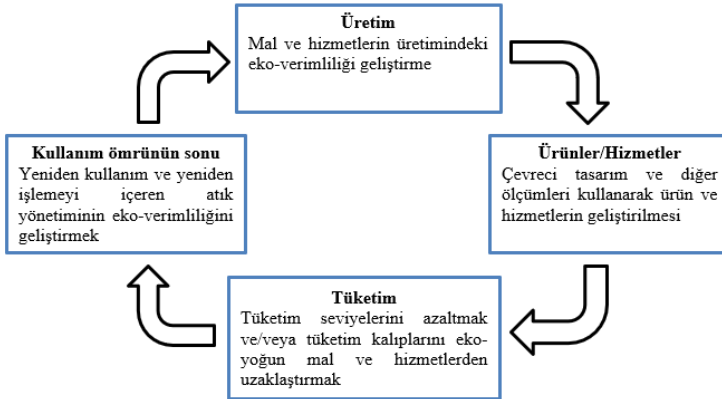 Üretim
Mal ve hizmetlerin üretimindeki
eko-verimliliği geliştirme
Kullanım ömrünün sonu
Yeniden kullanım ve yeniden
işlemeyi içeren atık
yönetiminin eko-verimliliğini
geliştirmek
Ürünler/Hizmetler
Çevreci tasarım ve diğer
ölçümleri kullanarak ürün ve
hizmetlerin geliştirilmesi
Tüketim
Tüketim seviyelerini azaltmak
ve/veya tüketim kalıplarını eko-
yoğun mal ve hizmetlerden
uzaklaştırmak